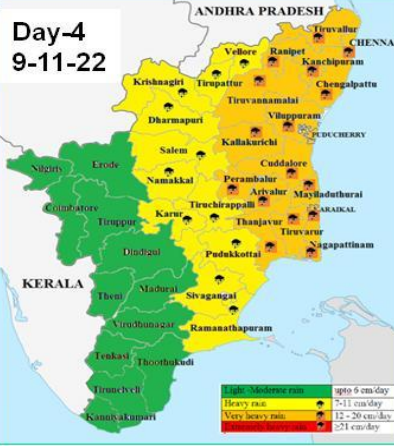 ANDHRA PRADESH
Day-4
9-11-22
Tiruvallur
CHENNA
Vellore
Ranipet
Kanchipuram
Krishnagiri
Tirupattur
Chengalpattu
Tiruvannamalai
Dharmapuri
Viluppuram
PUDUCHERRY
Kallakurichi
Salem
Erode
Nilgiris
Cuddalore
Namakkal
Perambalur
Mayiladuthurai
Ariyalur
Coimbatore
Karur
Tiruchirappalli
ARAIKAL
Tiruppur
Thanjavur
Tiruvarur
Nagapattinam
Dindigul
Pudukkottai
KERALA
Theni
Madurai
Sivagangai
Virudhunagar
Ramanathapuram
Tenkasi
Thoothukudi
Tirunelveli
Kanniyakumari
Light -Moderate rain upto 6 cm/day
Heavy rain 7-11 cm/day
Very heavy rain 12 - 20 cm/day
Extremely heavy rain ≥21 cm/day